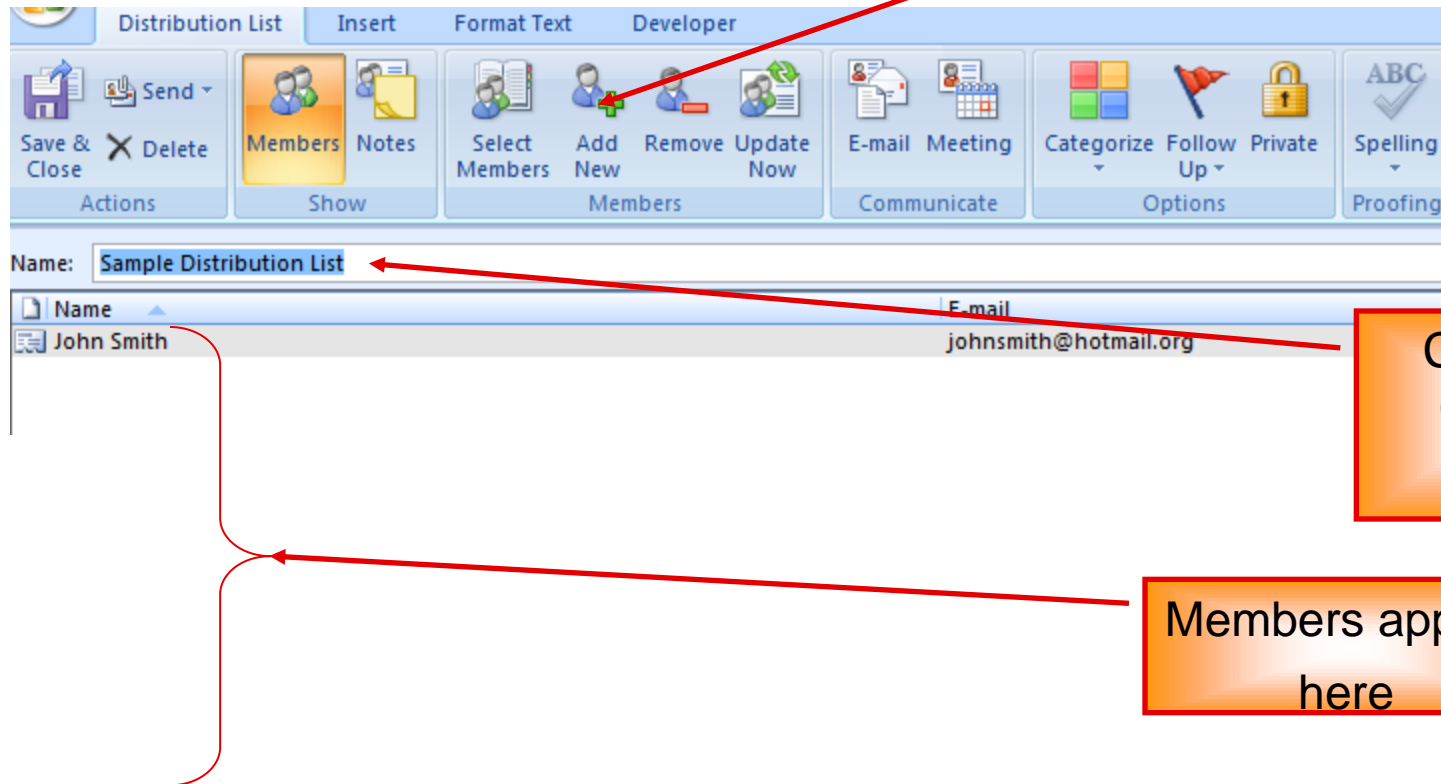 Distribution List Insert Format Text Developer
Save & Close Send Delete Members Notes Select Members Add New Remove Update Now E-mail Meeting Categorize Follow Up Private ABC Spelling
Actions Show Members Communicate Options Proofing
Name: Sample Distribution List
Name E-mail
John Smith johnsmith@hotmail.org
Members app
here